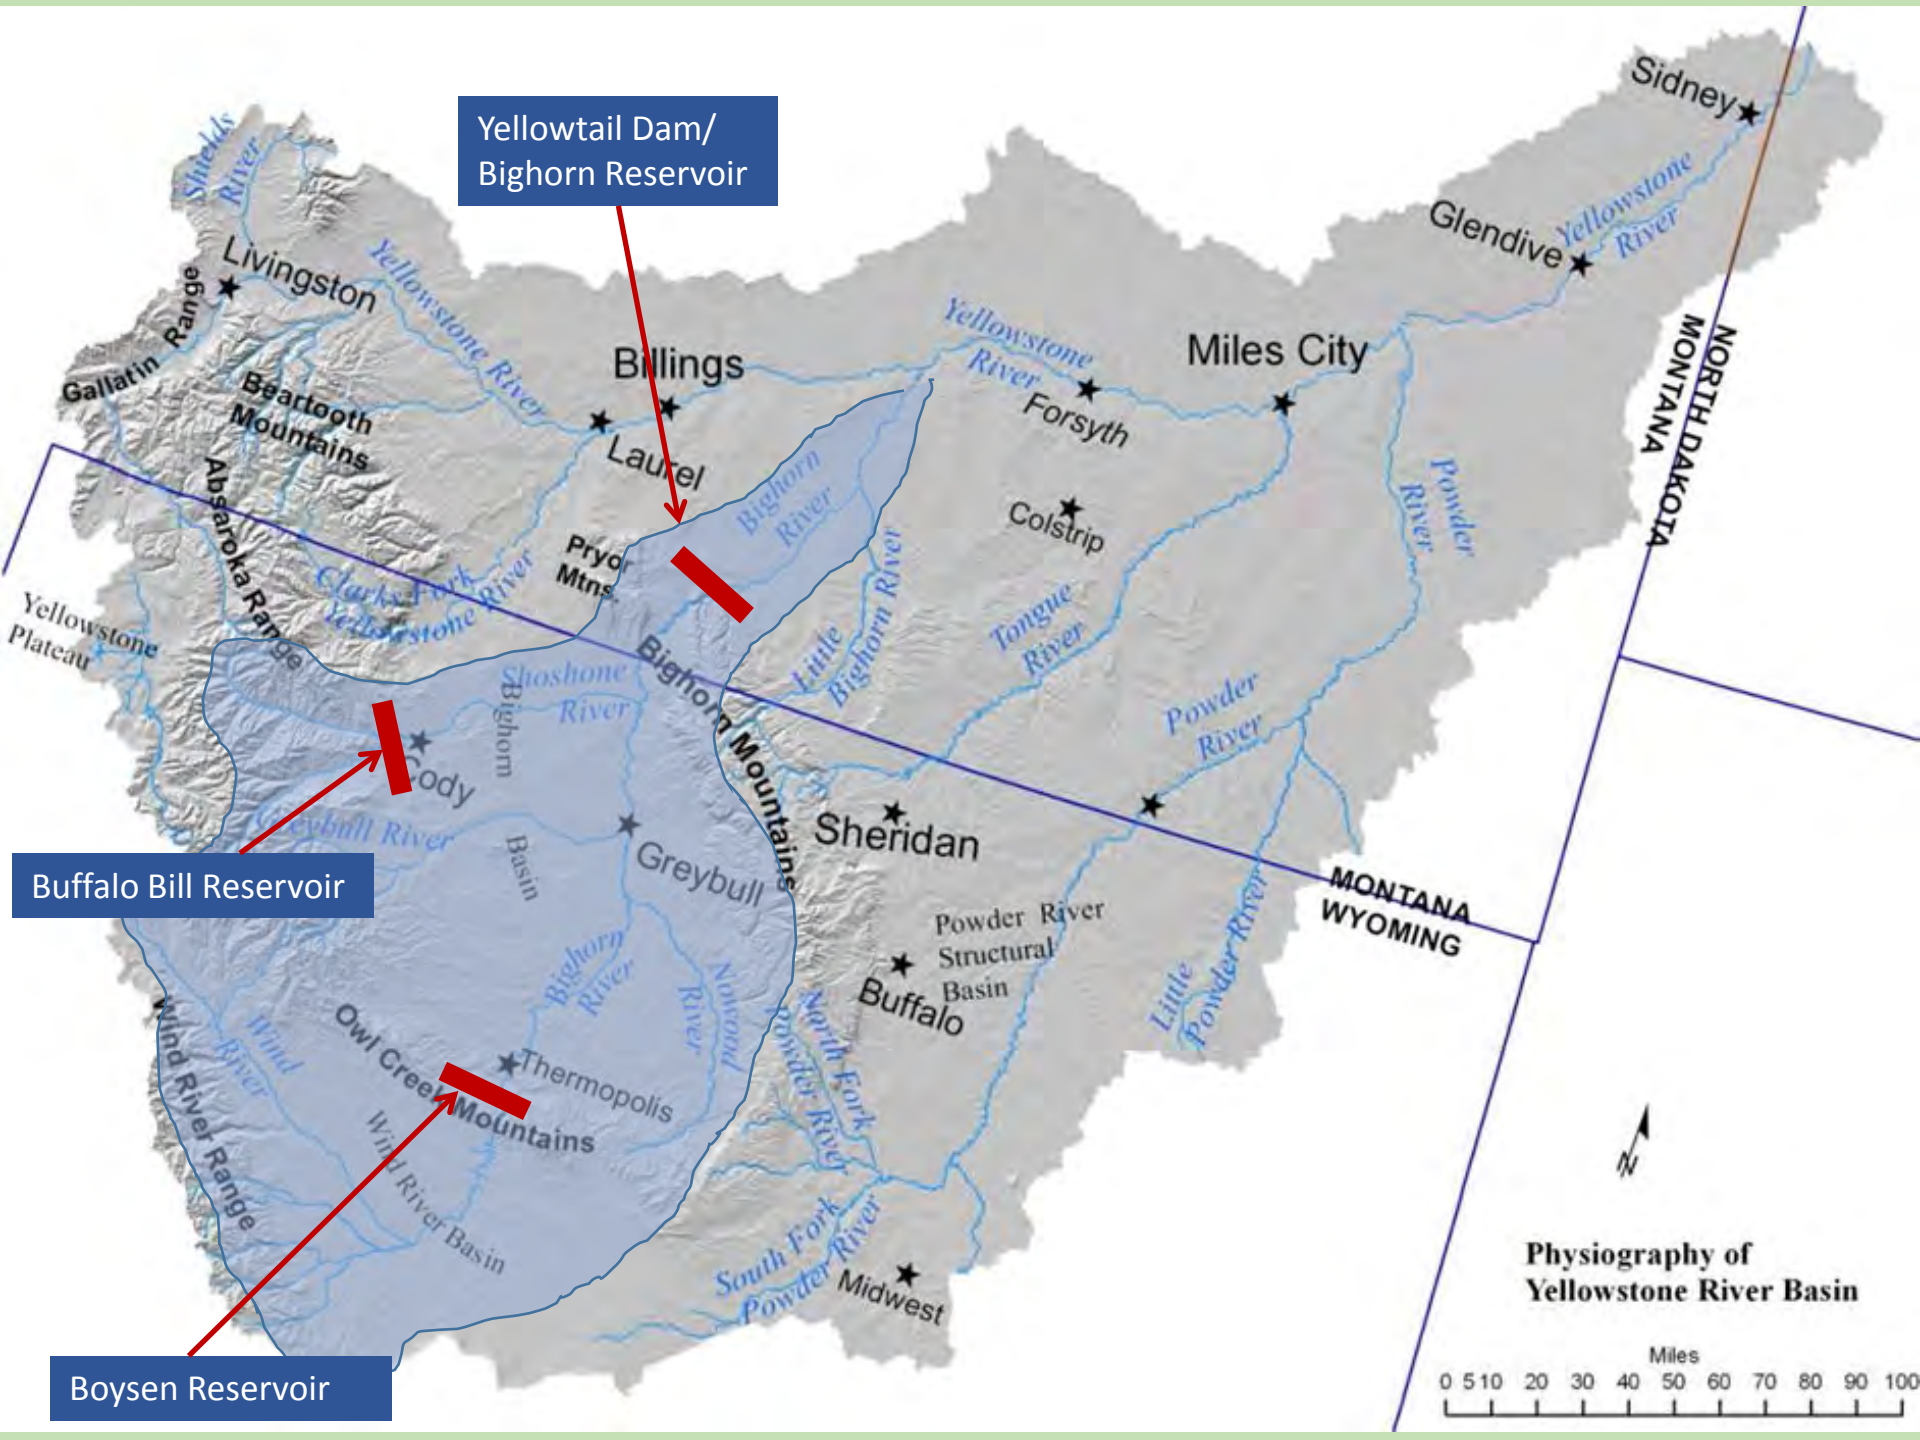 Yellowtail Dam/
Bighorn Reservoir
Sidney
Shields
River
Yellowstone
River
Glendive
Livingston
Yellowstone River
Gallatin Range
Yellowstone
River
Miles City
Billings
NORTH DAKOTA
MONTANA
Beartooth
Mountains
Forsyth
Laurel
Bighorn
River
Powder
River
Absaroka Range
Colstrip
Pryor
Mtns.
Clarks Fork
Yellowstone River
Little
Bighorn River
Tongue
River
Yellowstone
Plateau
Bighorn Mountains
Shoshone
River
Bighorn
Basin
Powder
River
Cody
Greybull River
Sheridan
Greybull
Buffalo Bill Reservoir
MONTANA
WYOMING
Powder River
Structural
Basin
Little
Powder River
Buffalo
Bighorn
River
Nowood
River
North Fork
Powder River
Wind
River
Wind River Range
Owl Creek Mountains
Thermopolis
Wind River Basin
South Fork
Powder River
Midwest
N
Physiography of
Yellowstone River Basin
Boysen Reservoir
Miles
0 5 10 20 30 40 50 60 70 80 90 100